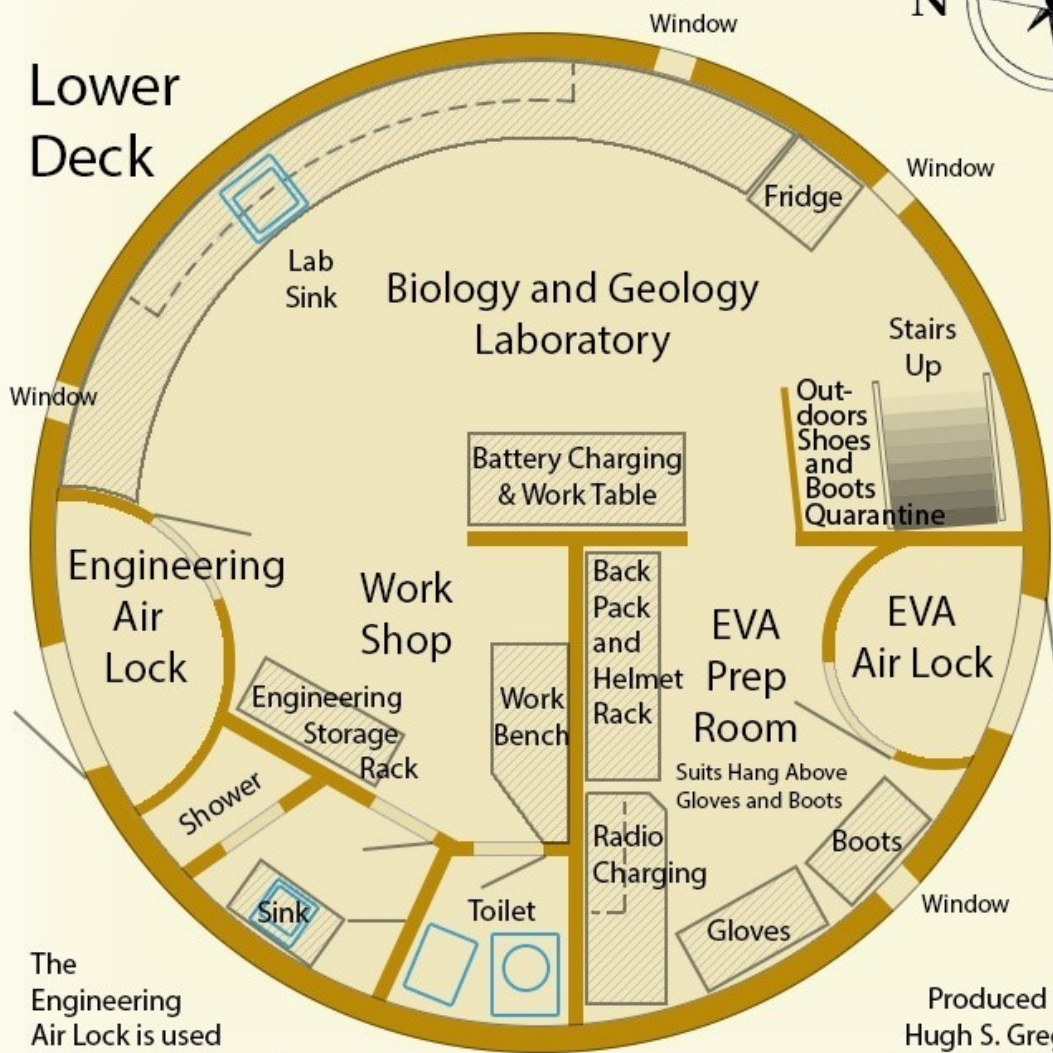 N
Window
Lower
Deck
Window
Fridge
Lab
Sink
Biology and Geology
Laboratory
Stairs
Up
Window
Out-
doors
Shoes
and
Boots
Quarantine
Battery Charging
& Work Table
Engineering
Air
Lock
Work
Shop
Back
Pack
and
Helmet
Rack
EVA
Prep
Room
EVA
Air Lock
Engineering
Storage
Rack
Work
Bench
Suits Hang Above
Gloves and Boots
Shower
Radio
Charging
Boots
Sink
Toilet
Gloves
Window
The
Engineering
Air Lock is used
Produced
Hugh S. Greg